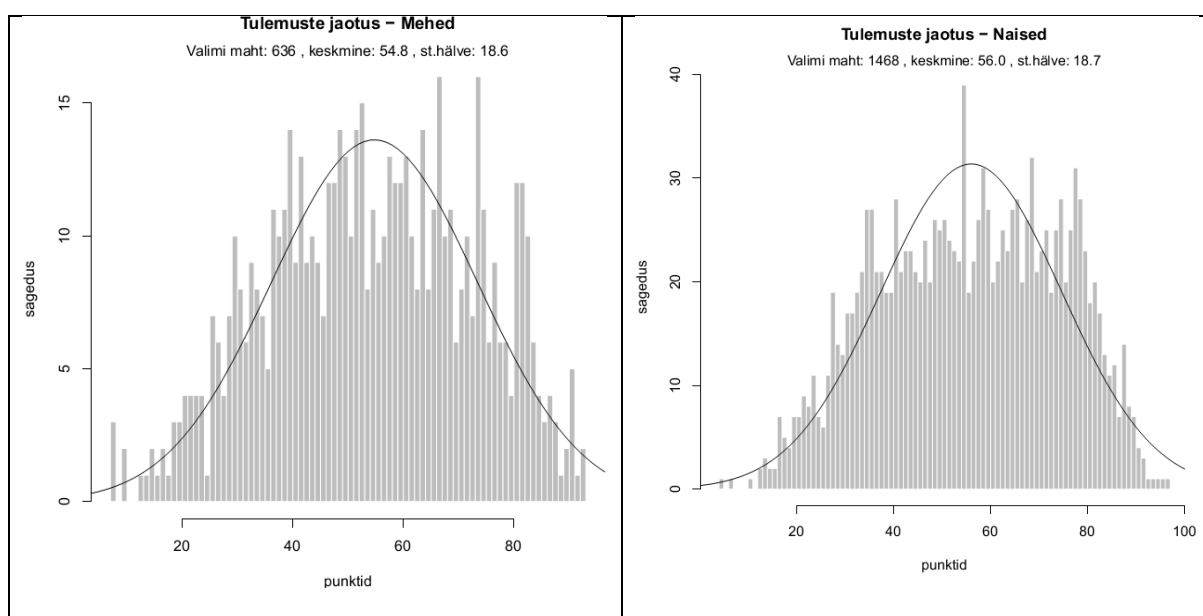 Tulemuste jaotus − Mehed
Valimi maht: 636 , keskmine: 54.8 , st.hälve: 18.6
15
10
5
0
sagedus
20 40 60 80
punktid
Tulemuste jaotus − Naised
Valimi maht: 1468 , keskmine: 56.0 , st.hälve: 18.7
40
30
20
10
0
sagedus
20 40 60 80 100
punktid